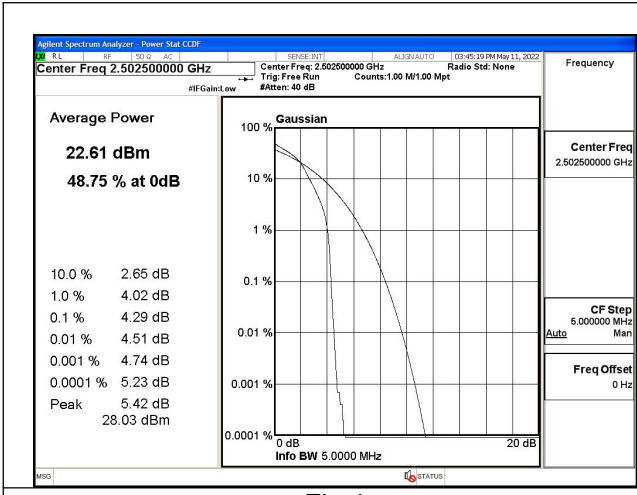 Agilent Spectrum Analyzer - Power Stat CCDF
RL RF 50 Ω AC SENSE:INT ALIGNAUTO 03:45:19 PM May 11, 2022
Center Freq 2.502500000 GHz
Center Freq: 2.502500000 GHz Radio Std: None
Trig: Free Run Counts:1.00 M/1.00 Mpt
#IFGain:Low #Atten: 40 dB
Frequency
Average Power
22.61 dBm
48.75 % at 0dB
10.0 % 2.65 dB
1.0 % 4.02 dB
0.1 % 4.29 dB
0.01 % 4.51 dB
0.001 % 4.74 dB
0.0001 % 5.23 dB
Peak 5.42 dB
28.03 dBm
Gaussian
100 %
10 %
1 %
0.1 %
0.01 %
0.001 %
0.0001 %
0 dB 20 dB
Info BW 5.0000 MHz
Center Freq
2.502500000 GHz
CF Step
5.000000 MHz
Auto Man
Freq Offset
0 Hz
MSG STATUS